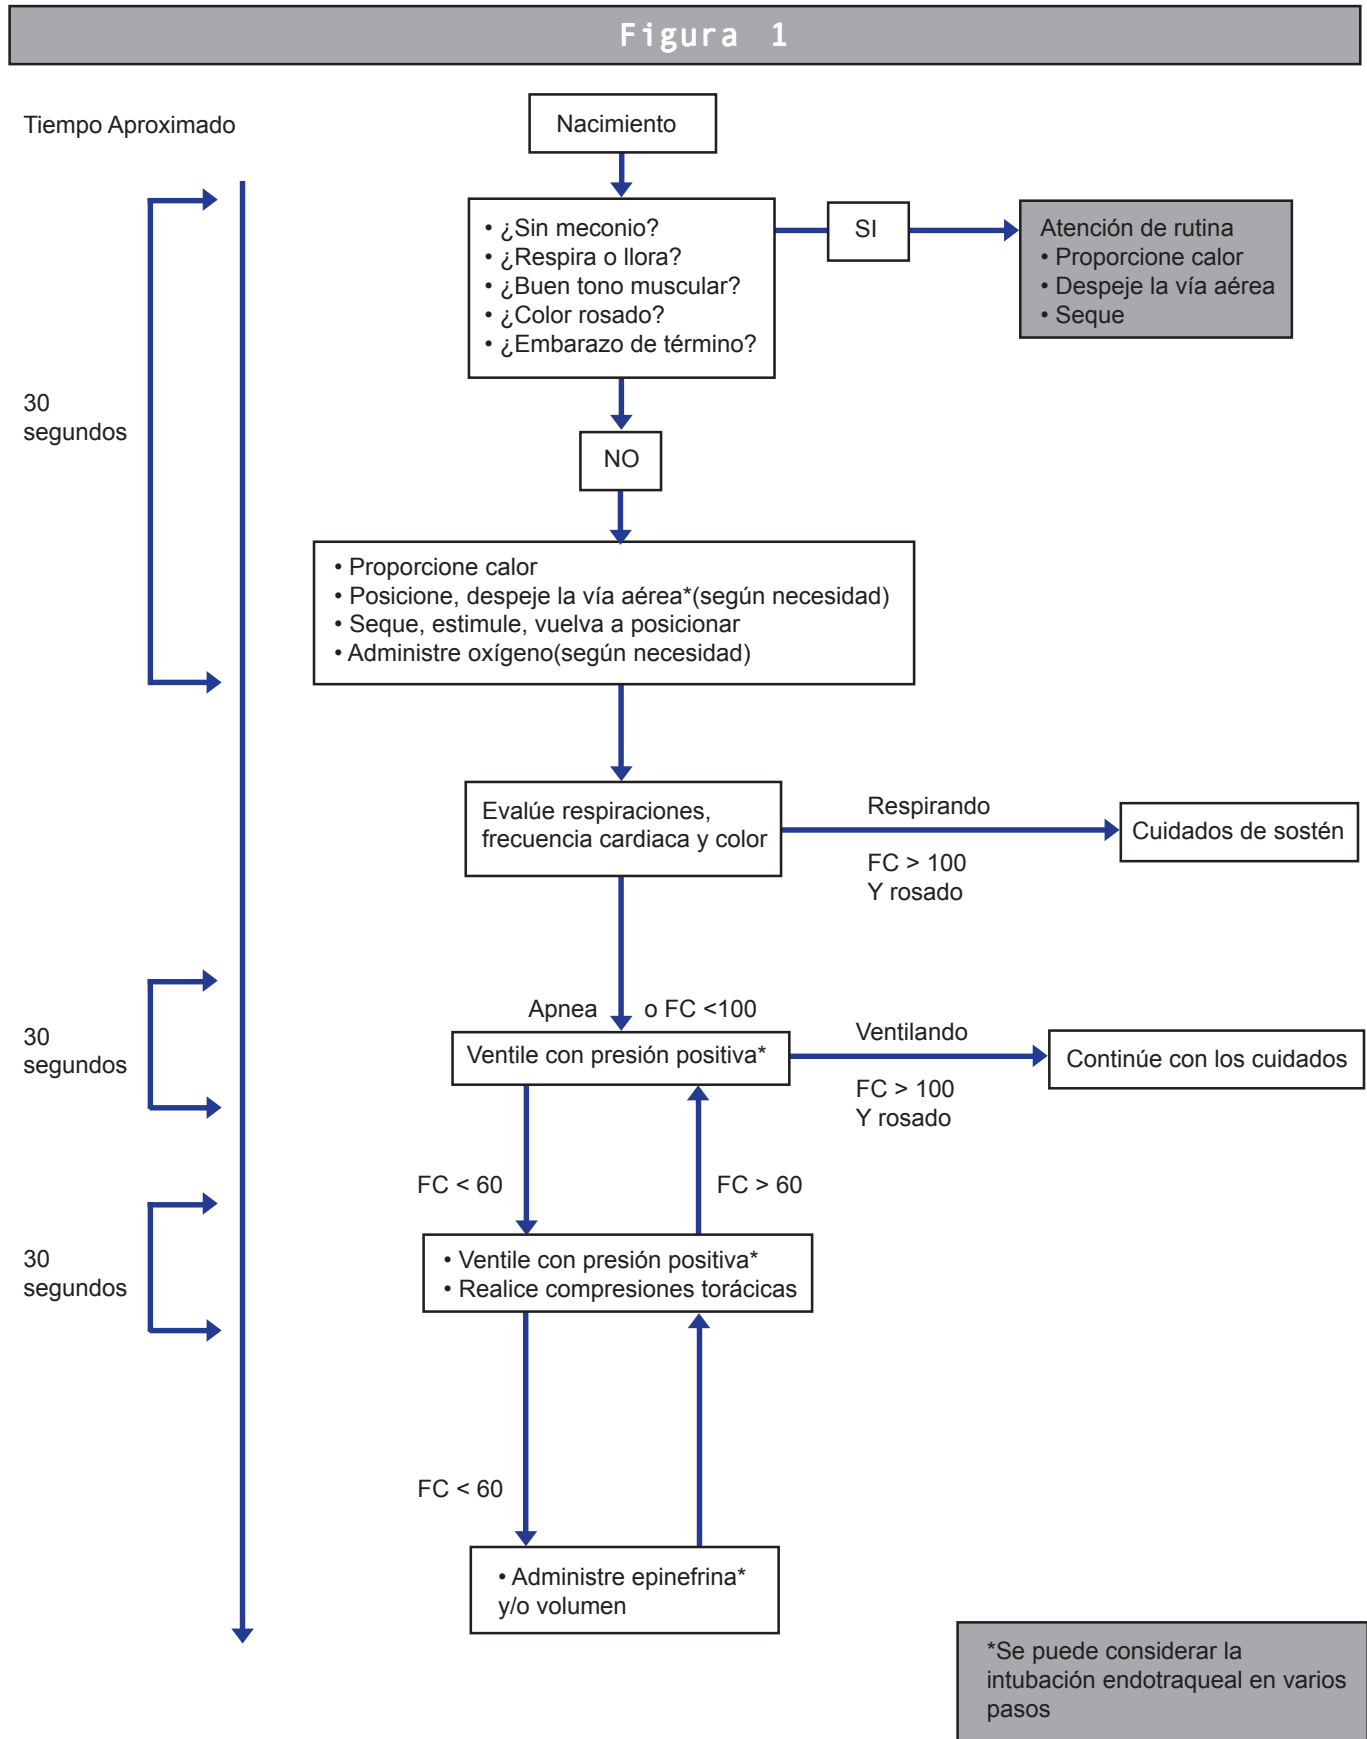 Figura 1
Tiempo Aproximado
Nacimiento
• ¿Sin meconio?
• ¿Respira o llora?
• ¿Buen tono muscular?
• ¿Color rosado?
• ¿Embarazo de término?
SI
Atención de rutina
• Proporcione calor
• Despeje la vía aérea
• Seque
30
segundos
NO
• Proporcione calor
• Posicione, despeje la vía aérea*(según necesidad)
• Seque, estimule, vuelva a posicionar
• Administre oxígeno(según necesidad)
Evalúe respiraciones,
frecuencia cardiaca y color
Respirando
FC > 100
Y rosado
Cuidados de sostén
Apnea o FC <100
30
segundos
Ventile con presión positiva*
Ventilando
FC > 100
Y rosado
Continúe con los cuidados
FC < 60
FC > 60
30
segundos
• Ventile con presión positiva*
• Realice compresiones torácicas
FC < 60
• Administre epinefrina*
y/o volumen
*Se puede considerar la
intubación endotraqueal en varios
pasos